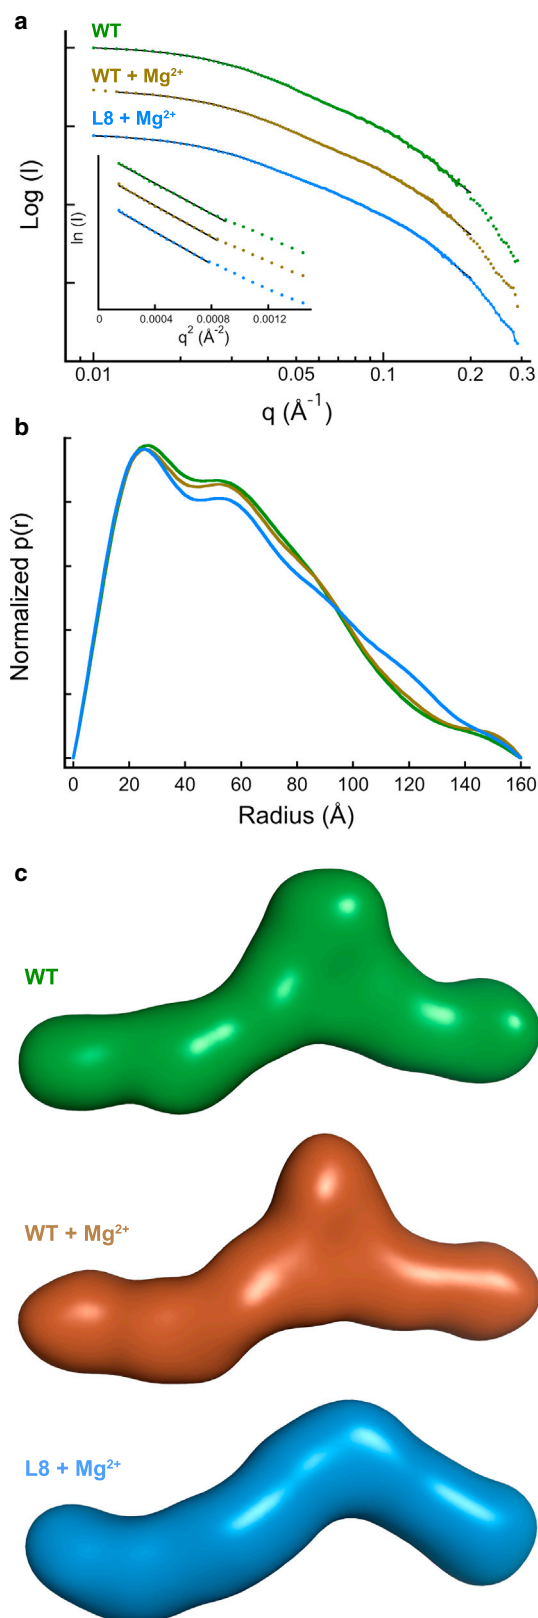 a
WT
WT + Mg²⁺
L8 + Mg²⁺
Log (I)
ln (I)
0 0.0004 0.0008 0.0012
q² (Å⁻²)
0.01 0.05 0.1 0.2 0.3
q (Å⁻¹)
b
Normalized p(r)
0 20 40 60 80 100 120 140 160
Radius (Å)
c
WT
WT + Mg²⁺
L8 + Mg²⁺